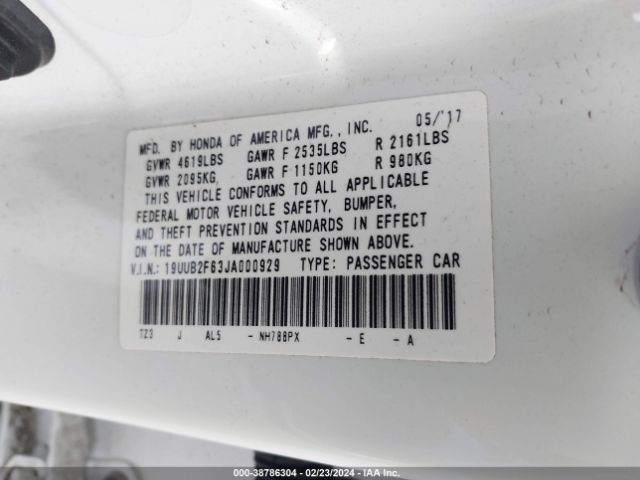 MFD. BY HONDA OF AMERICA MFG., INC. 05/'17
GVWR 4619LBS GAWR F 2535LBS R 2161LBS
GVWR 2095KG GAWR F 1150KG R 980KG
THIS VEHICLE CONFORMS TO ALL APPLICABLE
FEDERAL MOTOR VEHICLE SAFETY, BUMPER,
AND THEFT PREVENTION STANDARDS IN EFFECT
ON THE DATE OF MANUFACTURE SHOWN ABOVE.
V.I.N.: 19UUB2F63JA000929 TYPE: PASSENGER CAR
TZ3 J AL5 - NH788PX - E - A
000-38786304 - 02/23/2024 - IAA Inc.